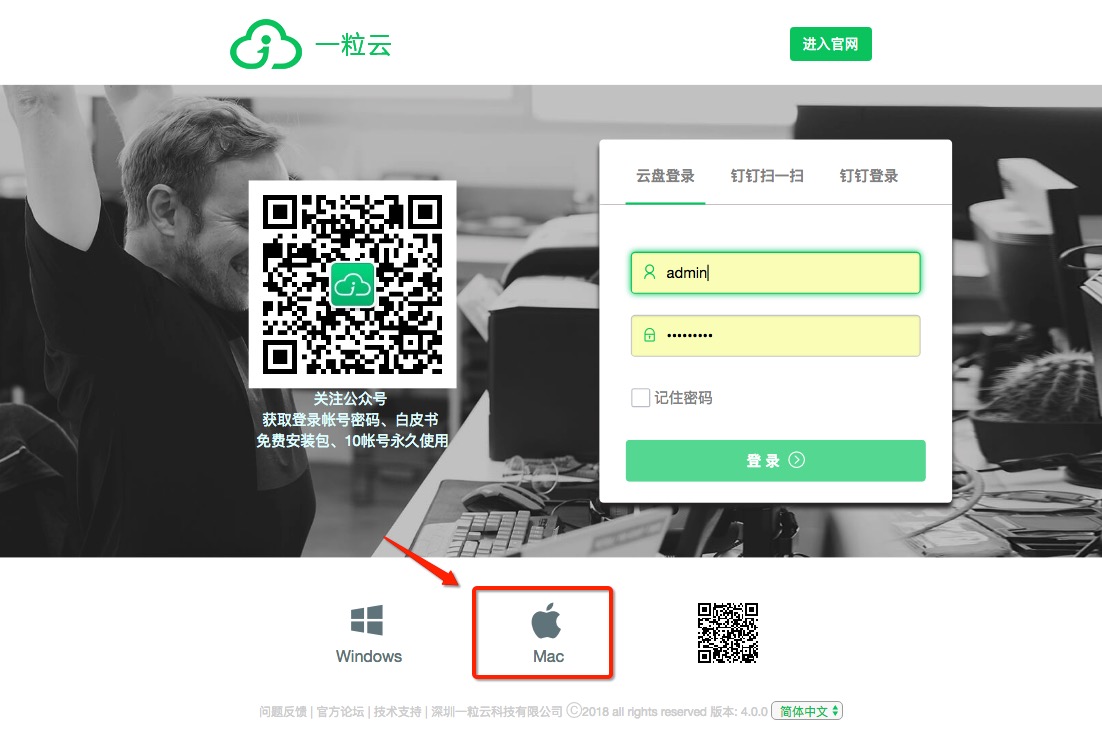 一粒云
进入官网
云盘登录 钉钉扫一扫 钉钉登录
admin
•••••••••
记住密码
登 录
关注公众号
获取登录帐号密码、白皮书
免费安装包、10帐号永久使用
Windows
Mac
问题反馈 | 官方论坛 | 技术支持 | 深圳一粒云科技有限公司 ©2018 all rights reserved 版本: 4.0.0 简体中文